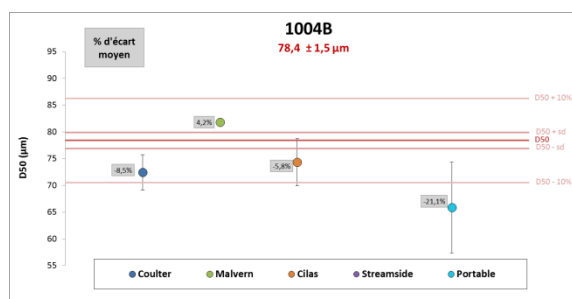 1004B
78,4 ± 1,5 µm
% d'écart
moyen
D50 (µm)
95
90
85
80
75
70
65
60
55
D50 + 10%
D50 + sd
D50
D50 - sd
D50 - 10%
4,2%
-8,5%
-5,8%
-21,1%
Coulter
Malvern
Cilas
Streamside
Portable